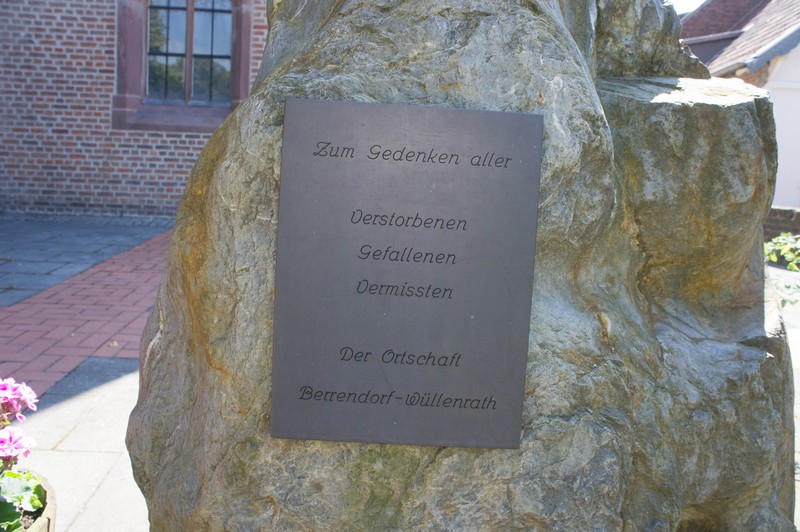 Zum Gedenken aller
Verstorbenen
Gefallenen
Vermissten
Der Ortschaft
Berrendorf-Wüllenrath